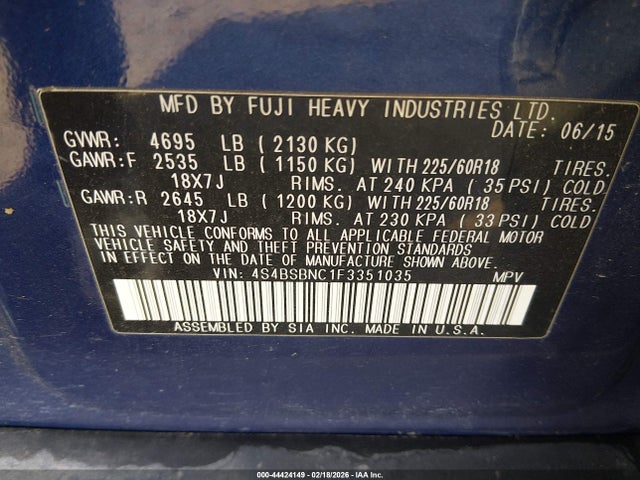 MFD BY FUJI HEAVY INDUSTRIES LTD.
DATE: 06/15
GVWR: 4695 LB (2130 KG)
GAWR:F 2535 LB (1150 KG) WITH 225/60R18 TIRES.
18X7J RIMS. AT 240 KPA (35 PSI) COLD
GAWR:R 2645 LB (1200 KG) WITH 225/60R18 TIRES.
18X7J RIMS. AT 230 KPA (33 PSI) COLD
THIS VEHICLE CONFORMS TO ALL APPLICABLE FEDERAL MOTOR
VEHICLE SAFETY AND THEFT PREVENTION STANDARDS
IN EFFECT ON THE DATE OF MANUFACTURE SHOWN ABOVE.
VIN: 4S4BSBNC1F3351035 MPV
ASSEMBLED BY SIA INC. MADE IN U.S.A.
000-44424149 - 02/18/2026 - IAA Inc.